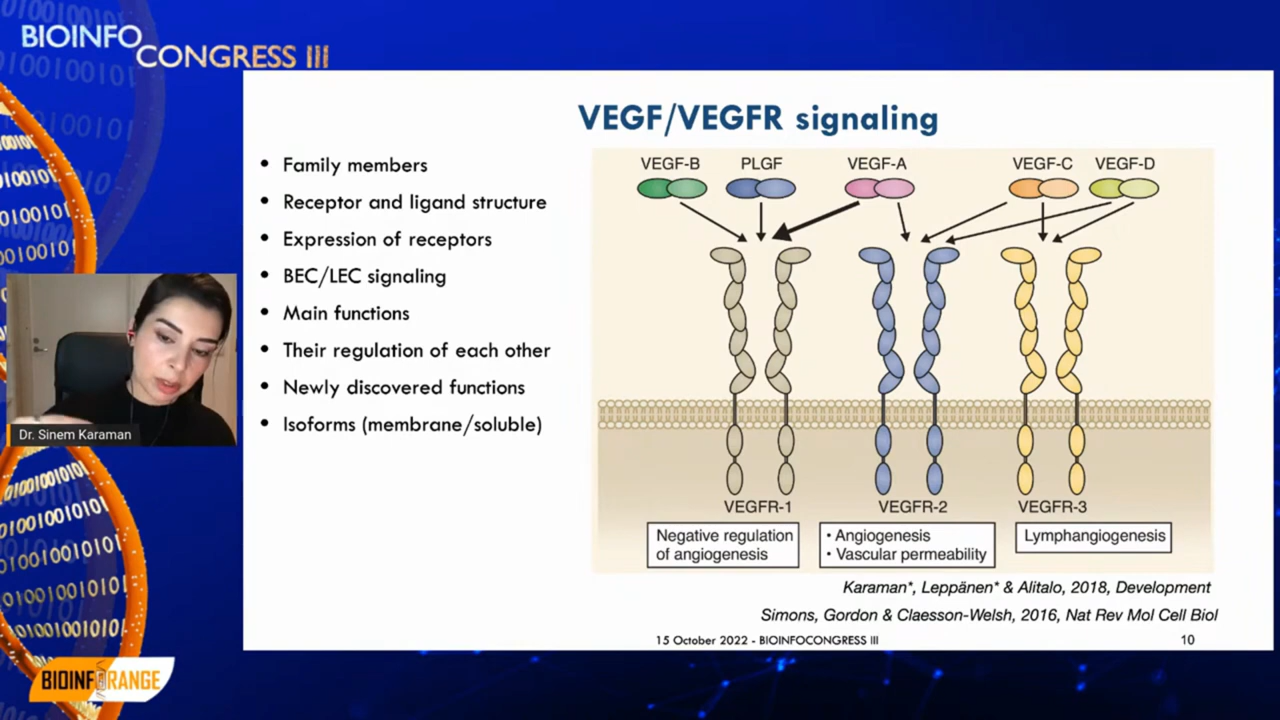 BIOINFO
CONGRESS III
VEGF/VEGFR signaling
• Family members
• Receptor and ligand structure
• Expression of receptors
• BEC/LEC signaling
• Main functions
• Their regulation of each other
• Newly discovered functions
• Isoforms (membrane/soluble)
VEGF-B PLGF VEGF-A VEGF-C VEGF-D
VEGFR-1 VEGFR-2 VEGFR-3
Negative regulation
of angiogenesis
• Angiogenesis
• Vascular permeability
Lymphangiogenesis
Karaman*, Leppänen* & Alitalo, 2018, Development
Simons, Gordon & Claesson-Welsh, 2016, Nat Rev Mol Cell Biol
15 October 2022 - BIOINFOCONGRESS III 10
Dr. Sinem Karaman
BIOINFORANGE